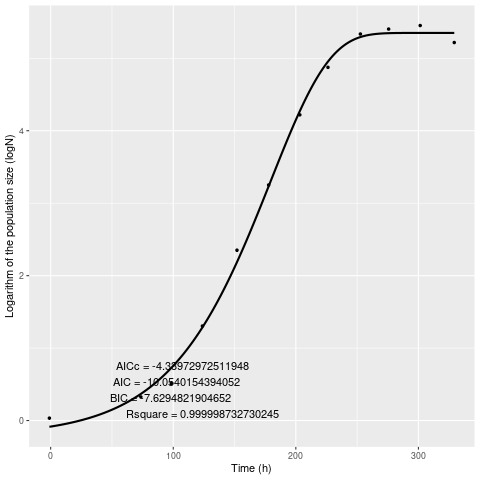 Logarithm of the population size (logN)
4
2
0
AICc = -4.33972972511948
AIC = -10.0540154394052
BIC = -7.6294821904652
Rsquare = 0.999998732730245
0 100 200 300
Time (h)